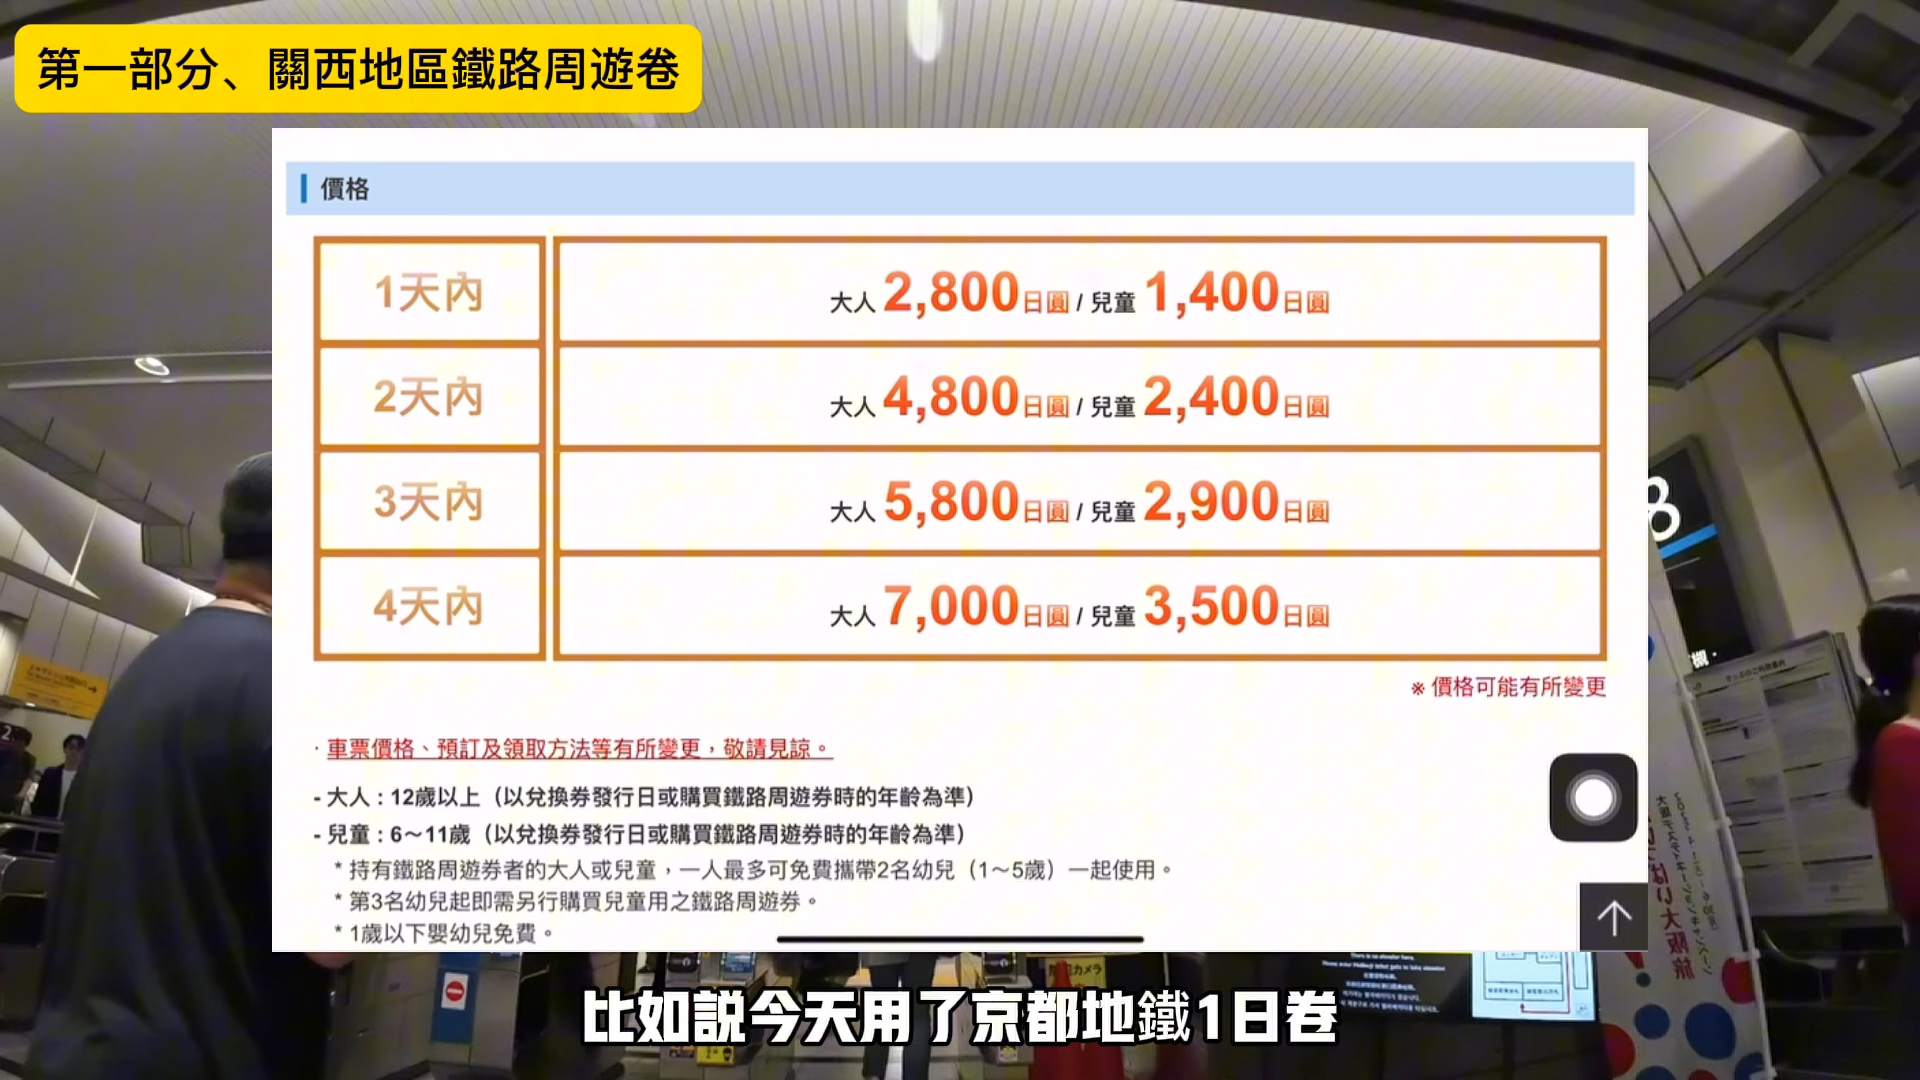 第一部分、關西地區鐵路周遊卷
價格
1天內
大人 2,800日圓 / 兒童 1,400日圓
2天內
大人 4,800日圓 / 兒童 2,400日圓
3天內
大人 5,800日圓 / 兒童 2,900日圓
4天內
大人 7,000日圓 / 兒童 3,500日圓
※ 價格可能有所變更
· 車票價格、預訂及領取方法等有所變更，敬請見諒。
- 大人 : 12歲以上（以兌換券發行日或購買鐵路周遊券時的年齡為準）
- 兒童 : 6～11歲（以兌換券發行日或購買鐵路周遊券時的年齡為準）
* 持有鐵路周遊券者的大人或兒童，一人最多可免費攜帶2名幼兒（1～5歲）一起使用。
* 第3名幼兒起即需另行購買兒童用之鐵路周遊券。
* 1歲以下嬰幼兒免費。
比如説今天用了京都地鐵1日卷